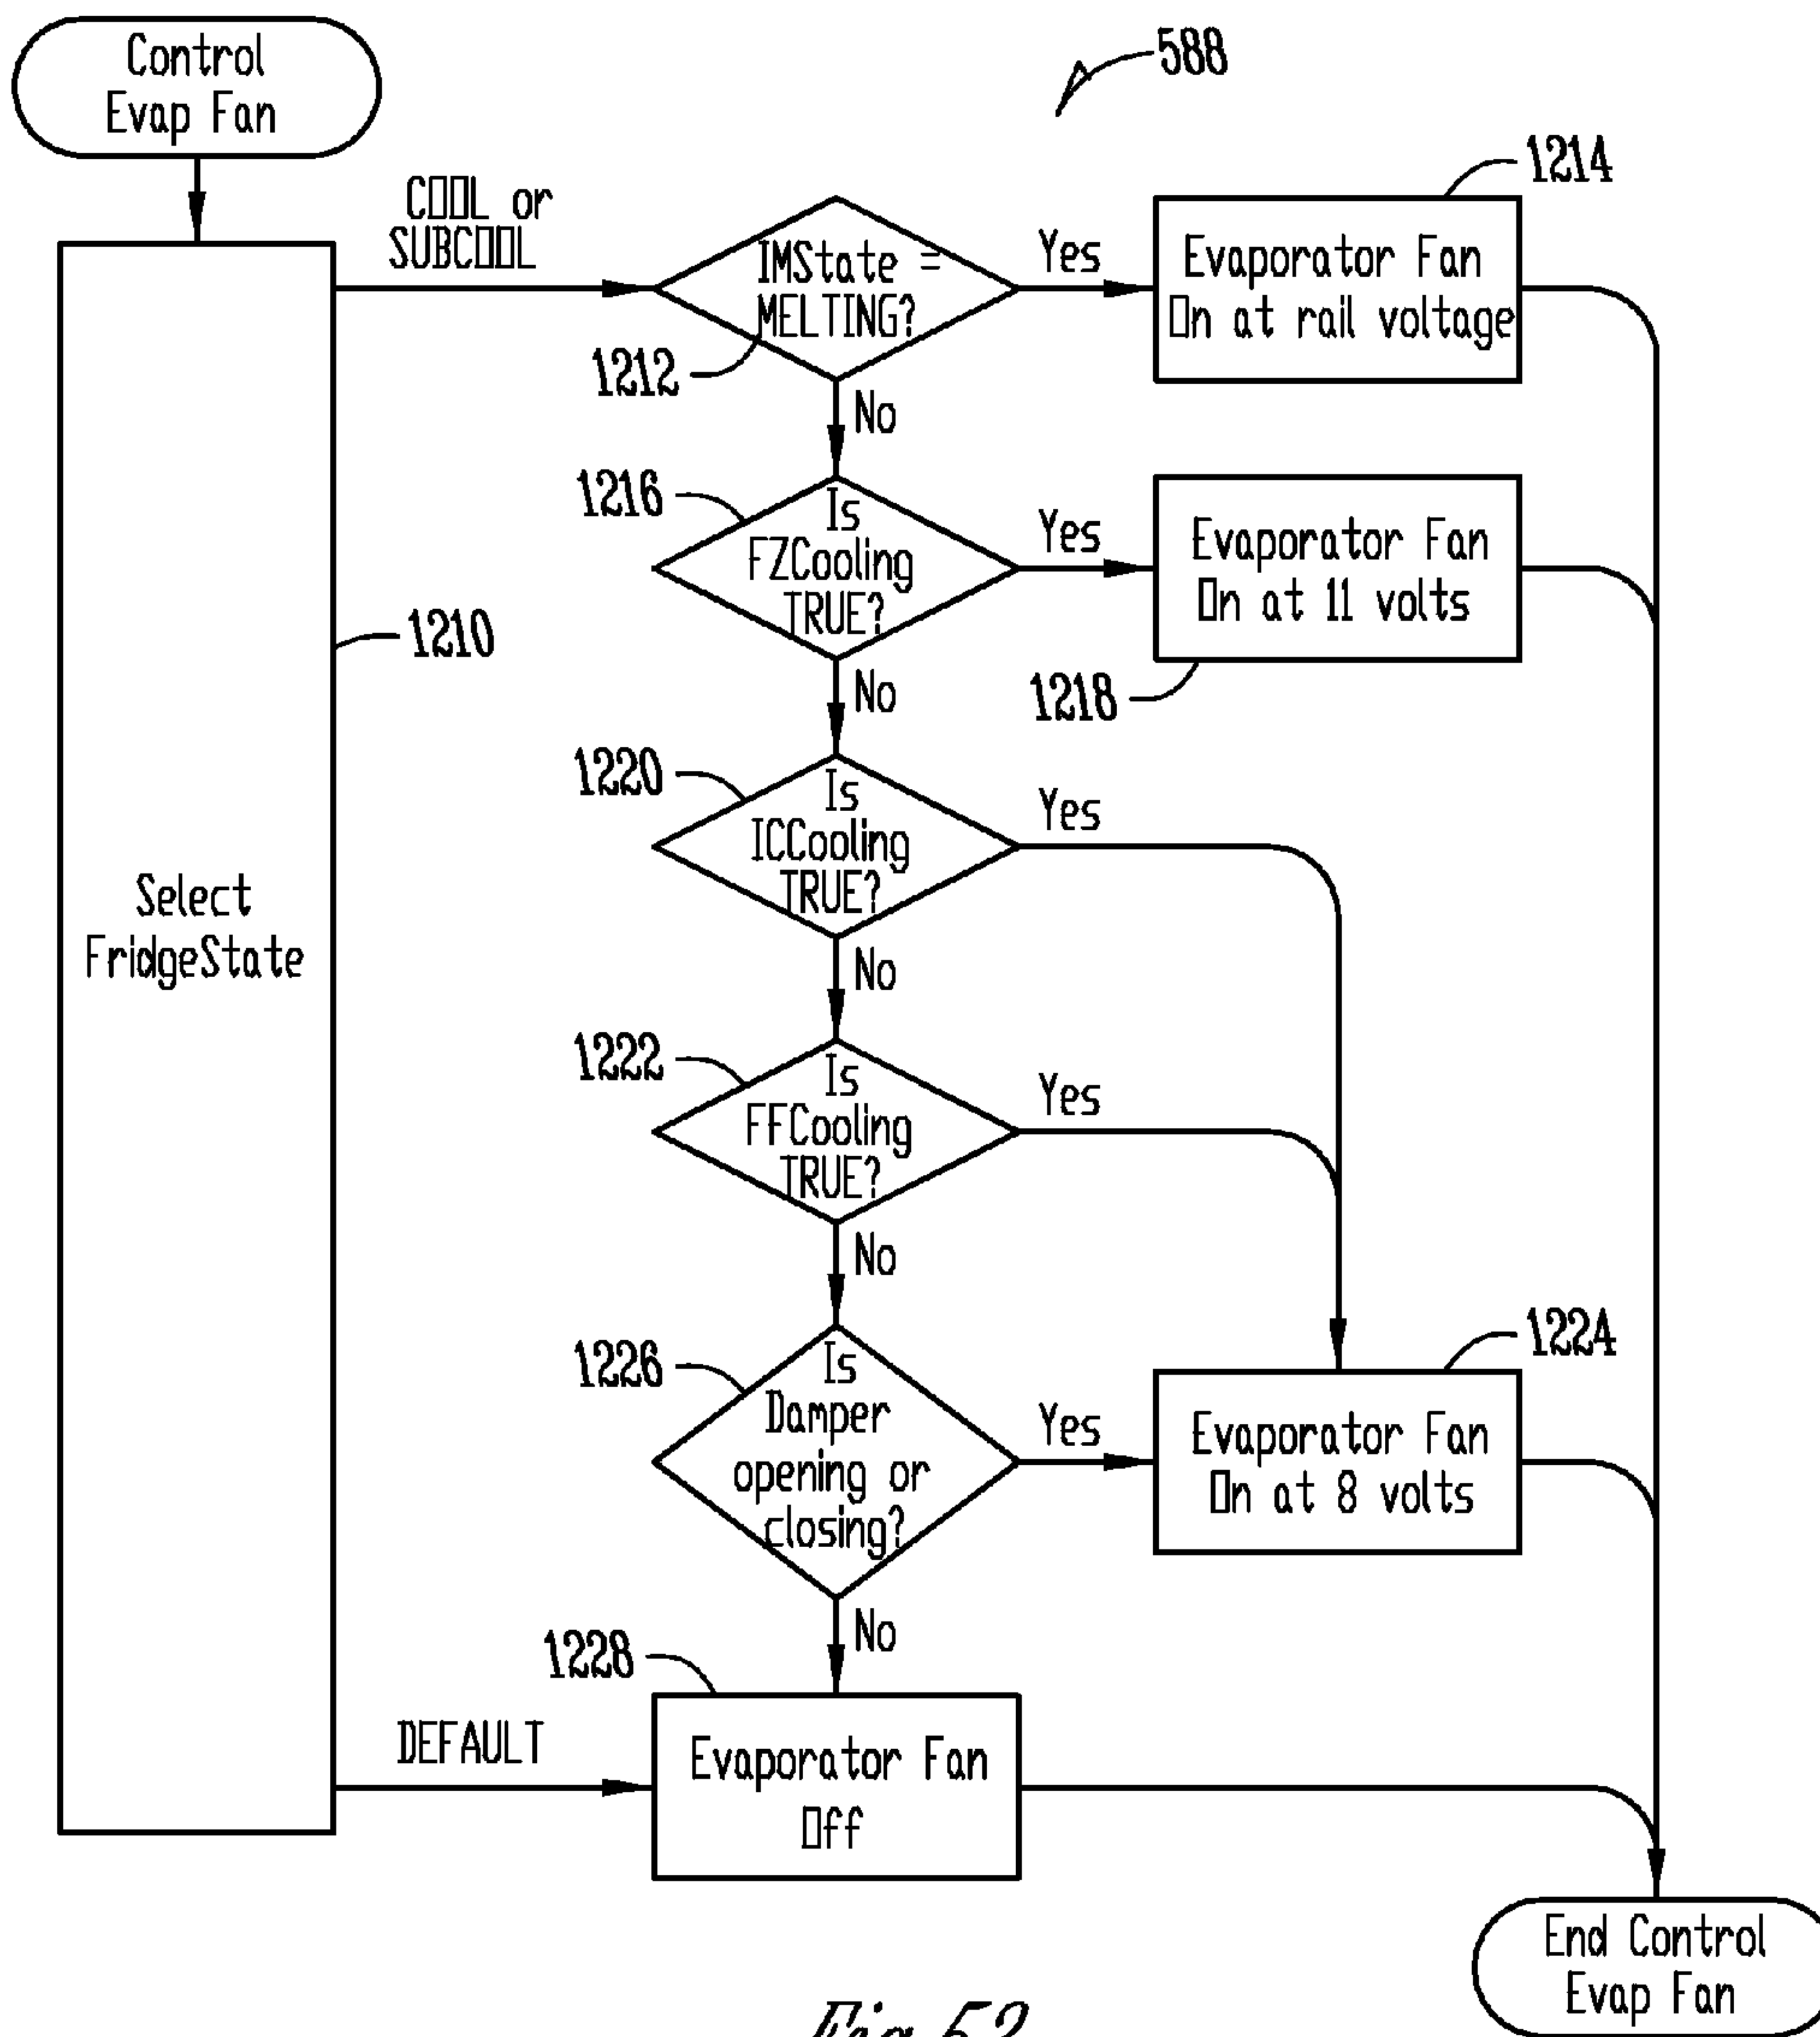 Control
Evap Fan
588
COOL or
SUBCOOL
IMState =
MELTING?
1212
Yes
1214
Evaporator Fan
On at rail voltage
No
1216
Is
FZCooling
TRUE?
Yes
Evaporator Fan
On at 11 volts
1218
1210
No
1220
Is
ICCooling
TRUE?
Yes
Select
FridgeState
No
1222
Is
FFCooling
TRUE?
Yes
No
1226
Is
Damper
opening or
closing?
Yes
1224
Evaporator Fan
On at 8 volts
No
1228
DEFAULT
Evaporator Fan
Off
End Control
Evap Fan
Fig.52